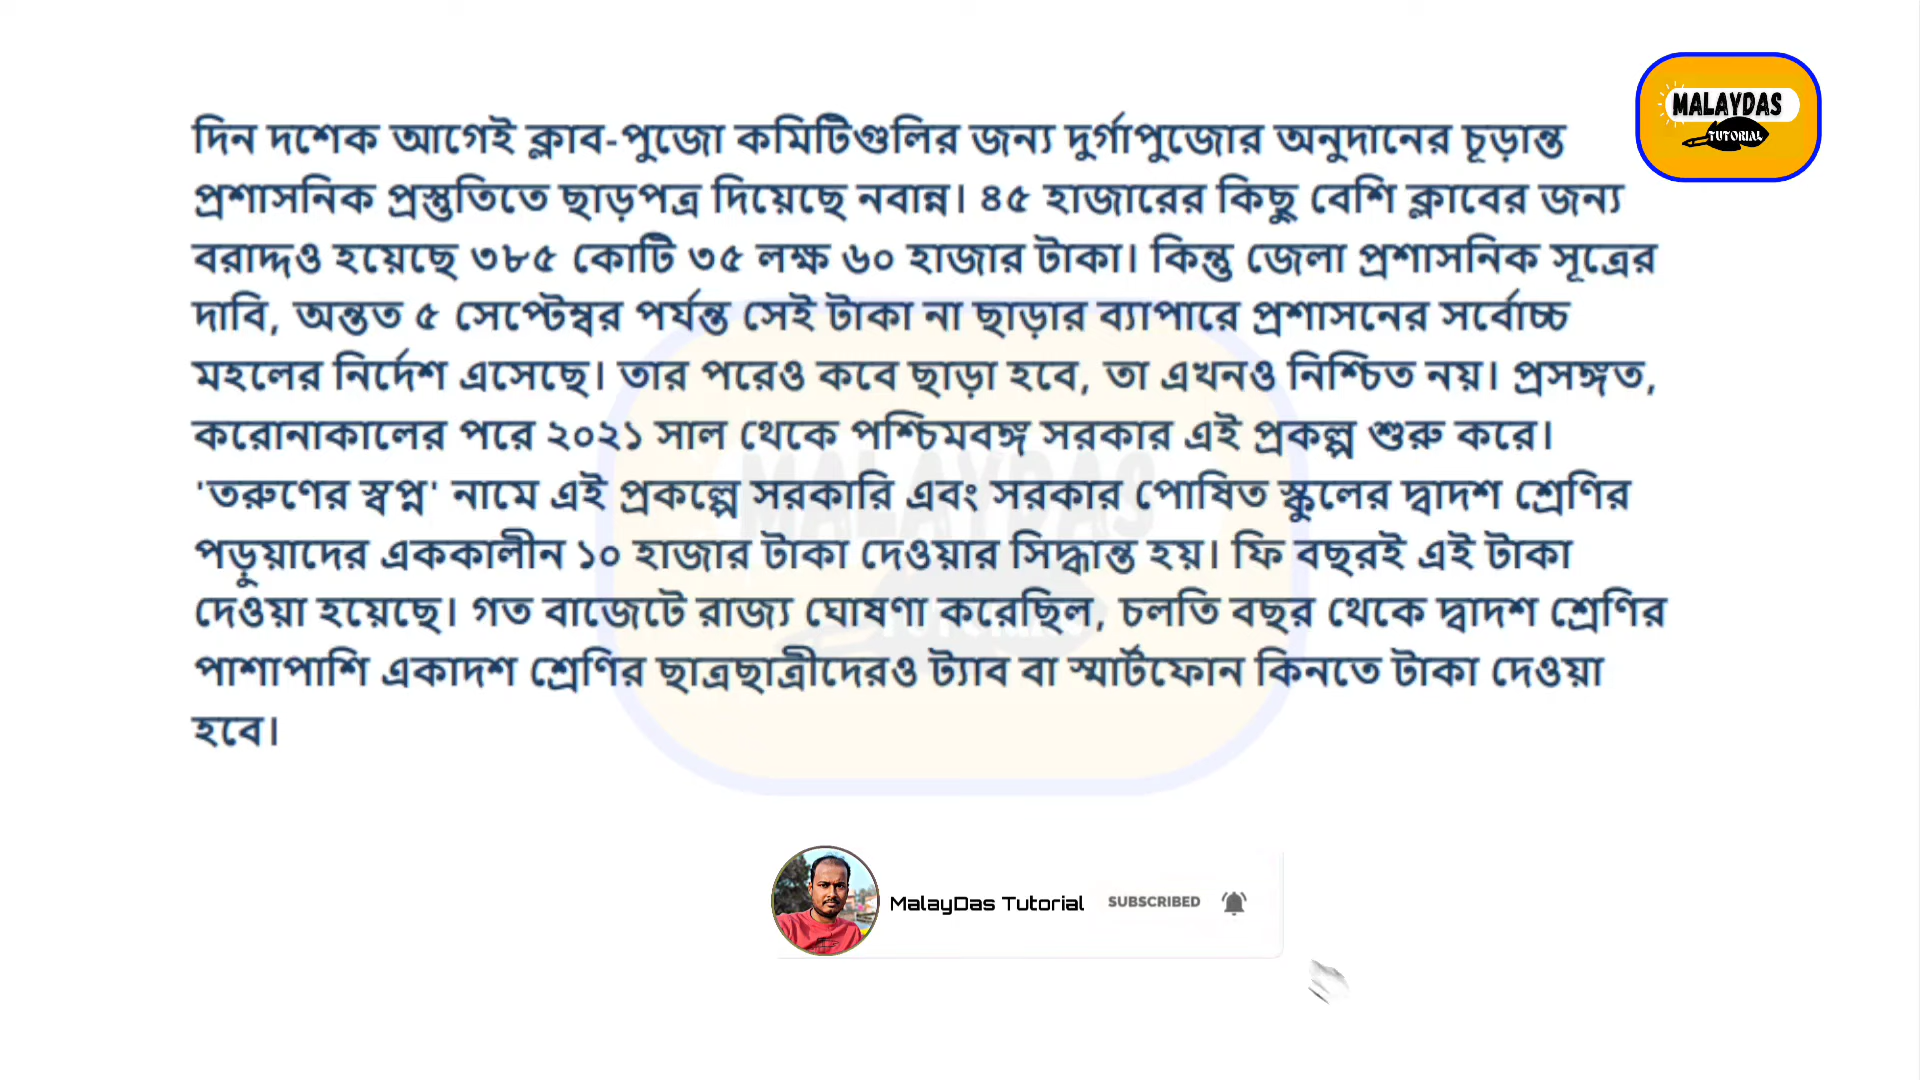 দিন দশেক আগেই ক্লাব-পুজো কমিটিগুলির জন্য দুর্গাপুজোর অনুদানের চূড়ান্ত
প্রশাসনিক প্রস্তুতিতে ছাড়পত্র দিয়েছে নবান্ন। ৪৫ হাজারের কিছু বেশি ক্লাবের জন্য
বরাদ্দও হয়েছে ৩৮৫ কোটি ৩৫ লক্ষ ৬০ হাজার টাকা। কিন্তু জেলা প্রশাসনিক সূত্রের
দাবি, অন্তত ৫ সেপ্টেম্বর পর্যন্ত সেই টাকা না ছাড়ার ব্যাপারে প্রশাসনের সর্বোচ্চ
মহলের নির্দেশ এসেছে। তার পরেও কবে ছাড়া হবে, তা এখনও নিশ্চিত নয়। প্রসঙ্গত,
করোনাকালের পরে ২০২১ সাল থেকে পশ্চিমবঙ্গ সরকার এই প্রকল্প শুরু করে।
'তরুণের স্বপ্ন' নামে এই প্রকল্পে সরকারি এবং সরকার পোষিত স্কুলের দ্বাদশ শ্রেণির
পড়ুয়াদের এককালীন ১০ হাজার টাকা দেওয়ার সিদ্ধান্ত হয়। ফি বছরই এই টাকা
দেওয়া হয়েছে। গত বাজেটে রাজ্য ঘোষণা করেছিল, চলতি বছর থেকে দ্বাদশ শ্রেণির
পাশাপাশি একাদশ শ্রেণির ছাত্রছাত্রীদেরও ট্যাব বা স্মার্টফোন কিনতে টাকা দেওয়া
হবে।
MALAYDAS
TUTORIAL
MALAYDAS
TUTORIAL
MalayDas Tutorial SUBSCRIBED